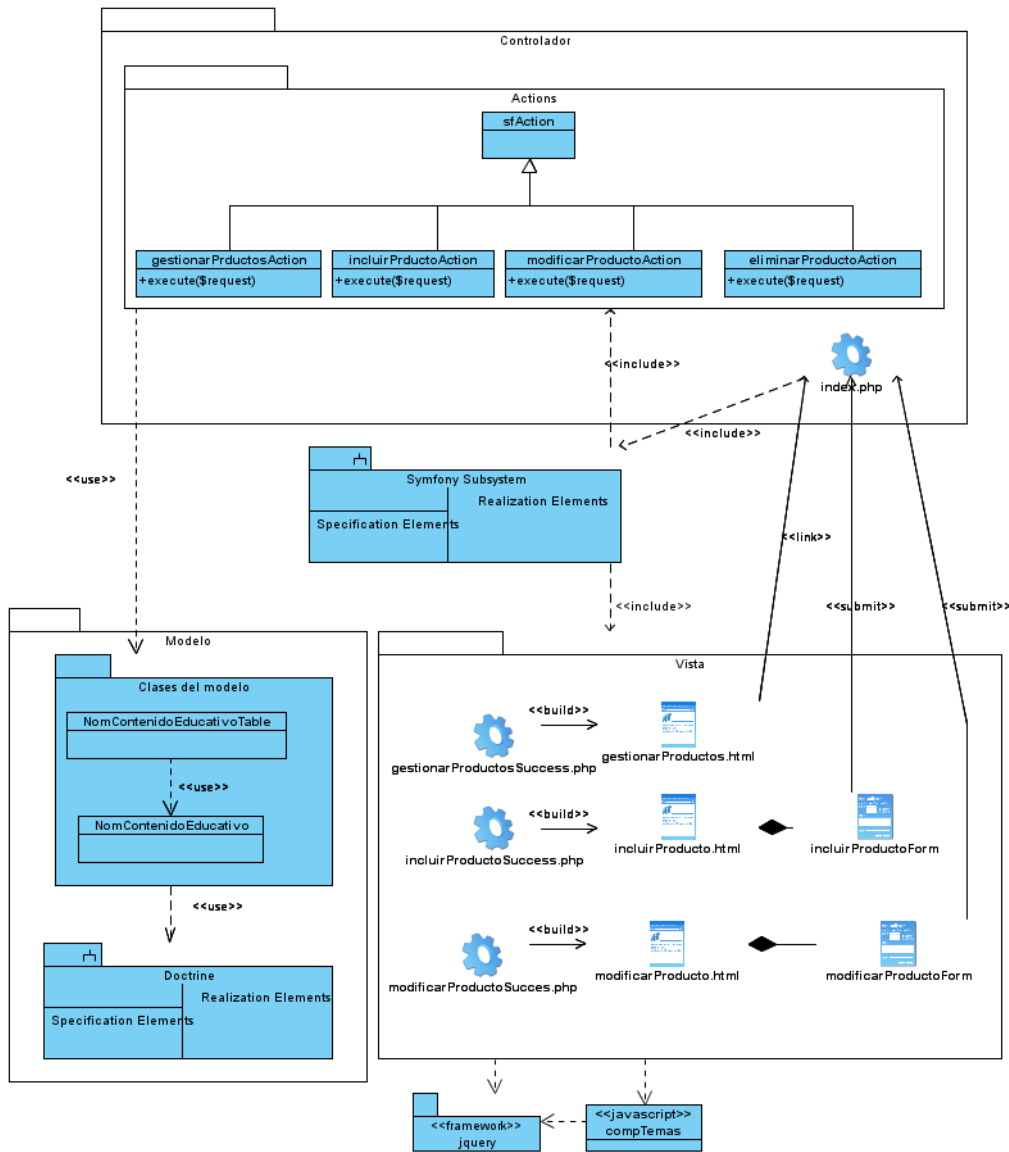 Controlador
Actions
sfAction
gestionarPrductosAction
+execute($request)
incluirPrductoAction
+execute($request)
modificarProductoAction
+execute($request)
eliminarProductoAction
+execute($request)
<<include>>
index.php
<<include>>
<<use>>
Symfony Subsystem
Specification Elements
Realization Elements
<<link>>
<<include>>
<<submit>>
<<submit>>
Modelo
Clases del modelo
NomContenidoEducativoTable
<<use>>
NomContenidoEducativo
<<use>>
Doctrine
Specification Elements
Realization Elements
Vista
<<build>>
gestionarProductosSuccess.php
gestionarProductos.html
<<build>>
incluirProductoSuccess.php
incluirProducto.html
incluirProductoForm
<<build>>
modificarProductoSucces.php
modificarProducto.html
modificarProductoForm
<<framework>>
jquery
<<javascript>>
compTemas